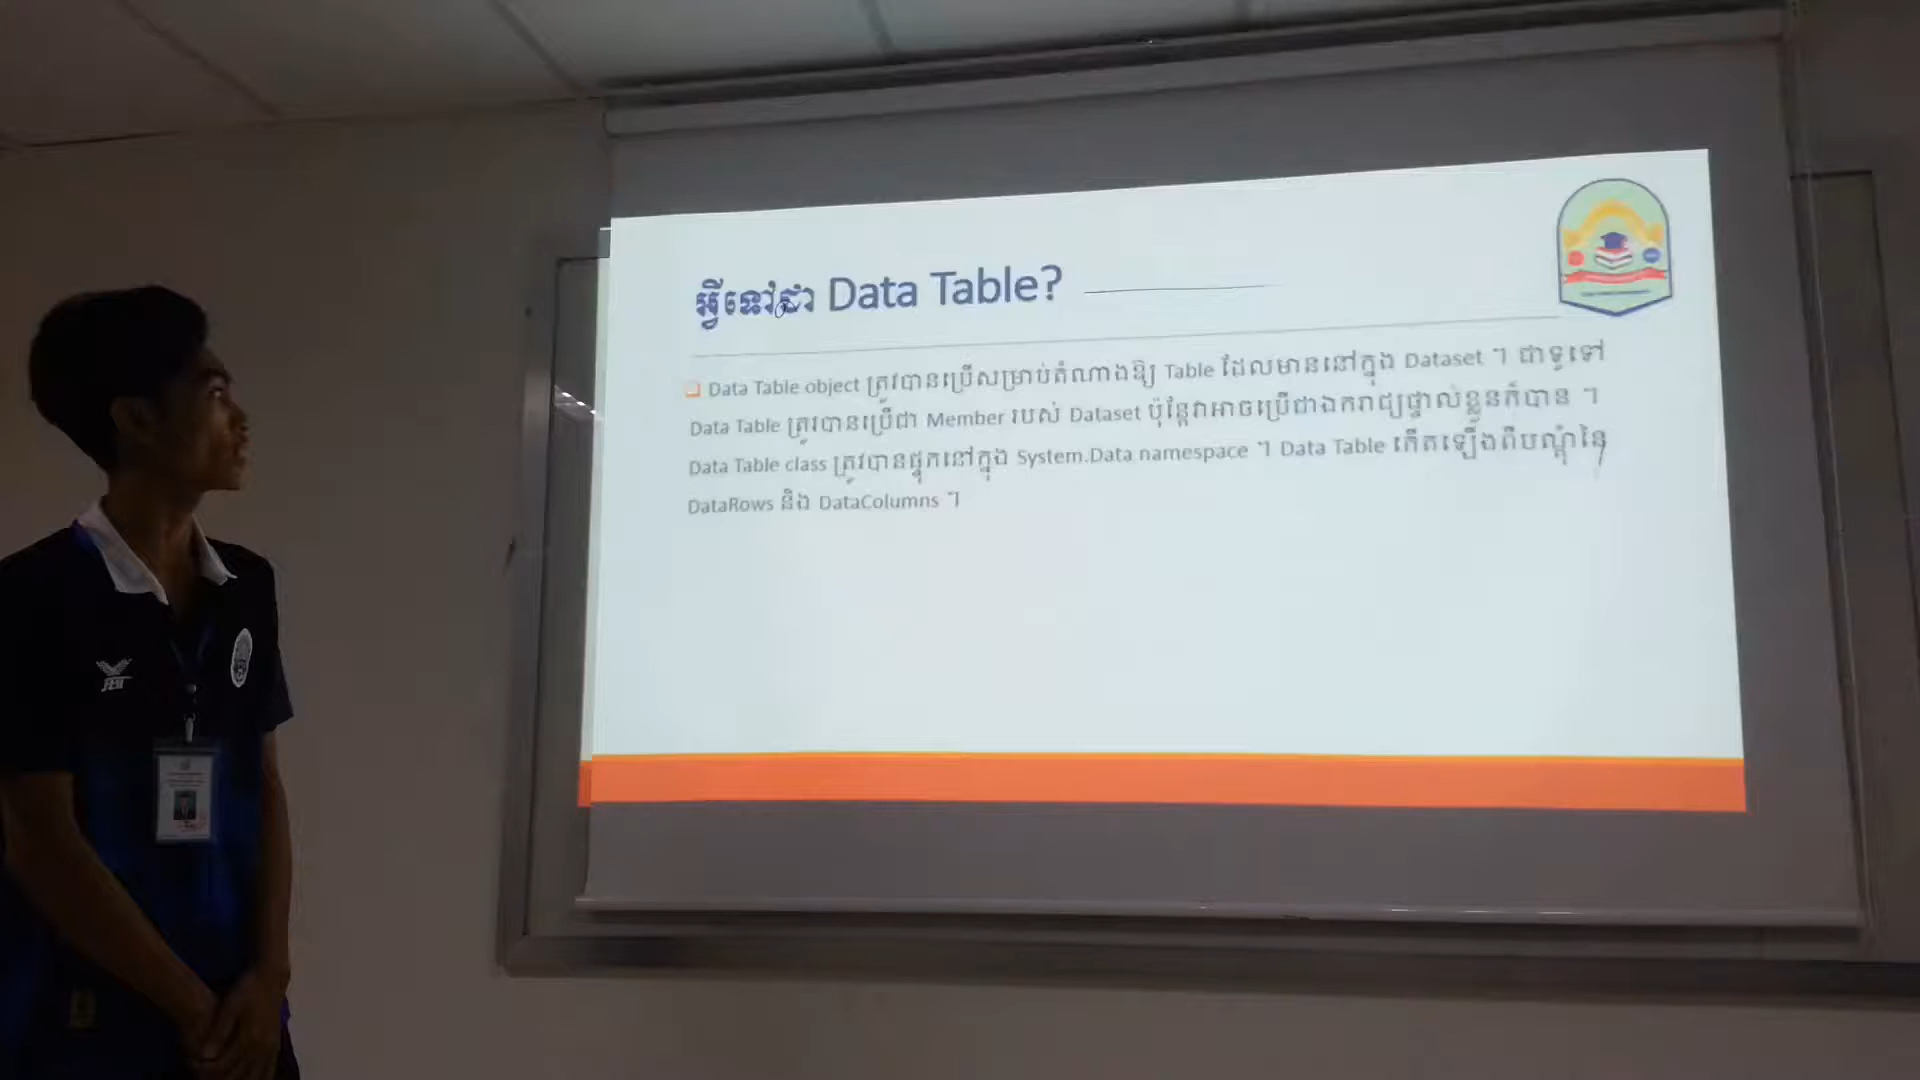 អ្វីទៅជា Data Table?
Data Table object ត្រូវបានប្រើសម្រាប់តំណាងឱ្យ Table ដែលមាននៅក្នុង Dataset ។ ជាទូទៅ
Data Table ត្រូវបានប្រើជា Member របស់ Dataset ប៉ុន្តែវាអាចប្រើជាឯករាជ្យផ្ទាល់ខ្លួនក៏បាន ។
Data Table class ត្រូវបានផ្ទុកនៅក្នុង System.Data namespace ។ Data Table កើតឡើងពីបណ្តុំនៃ
DataRows និង DataColumns ។
FBT